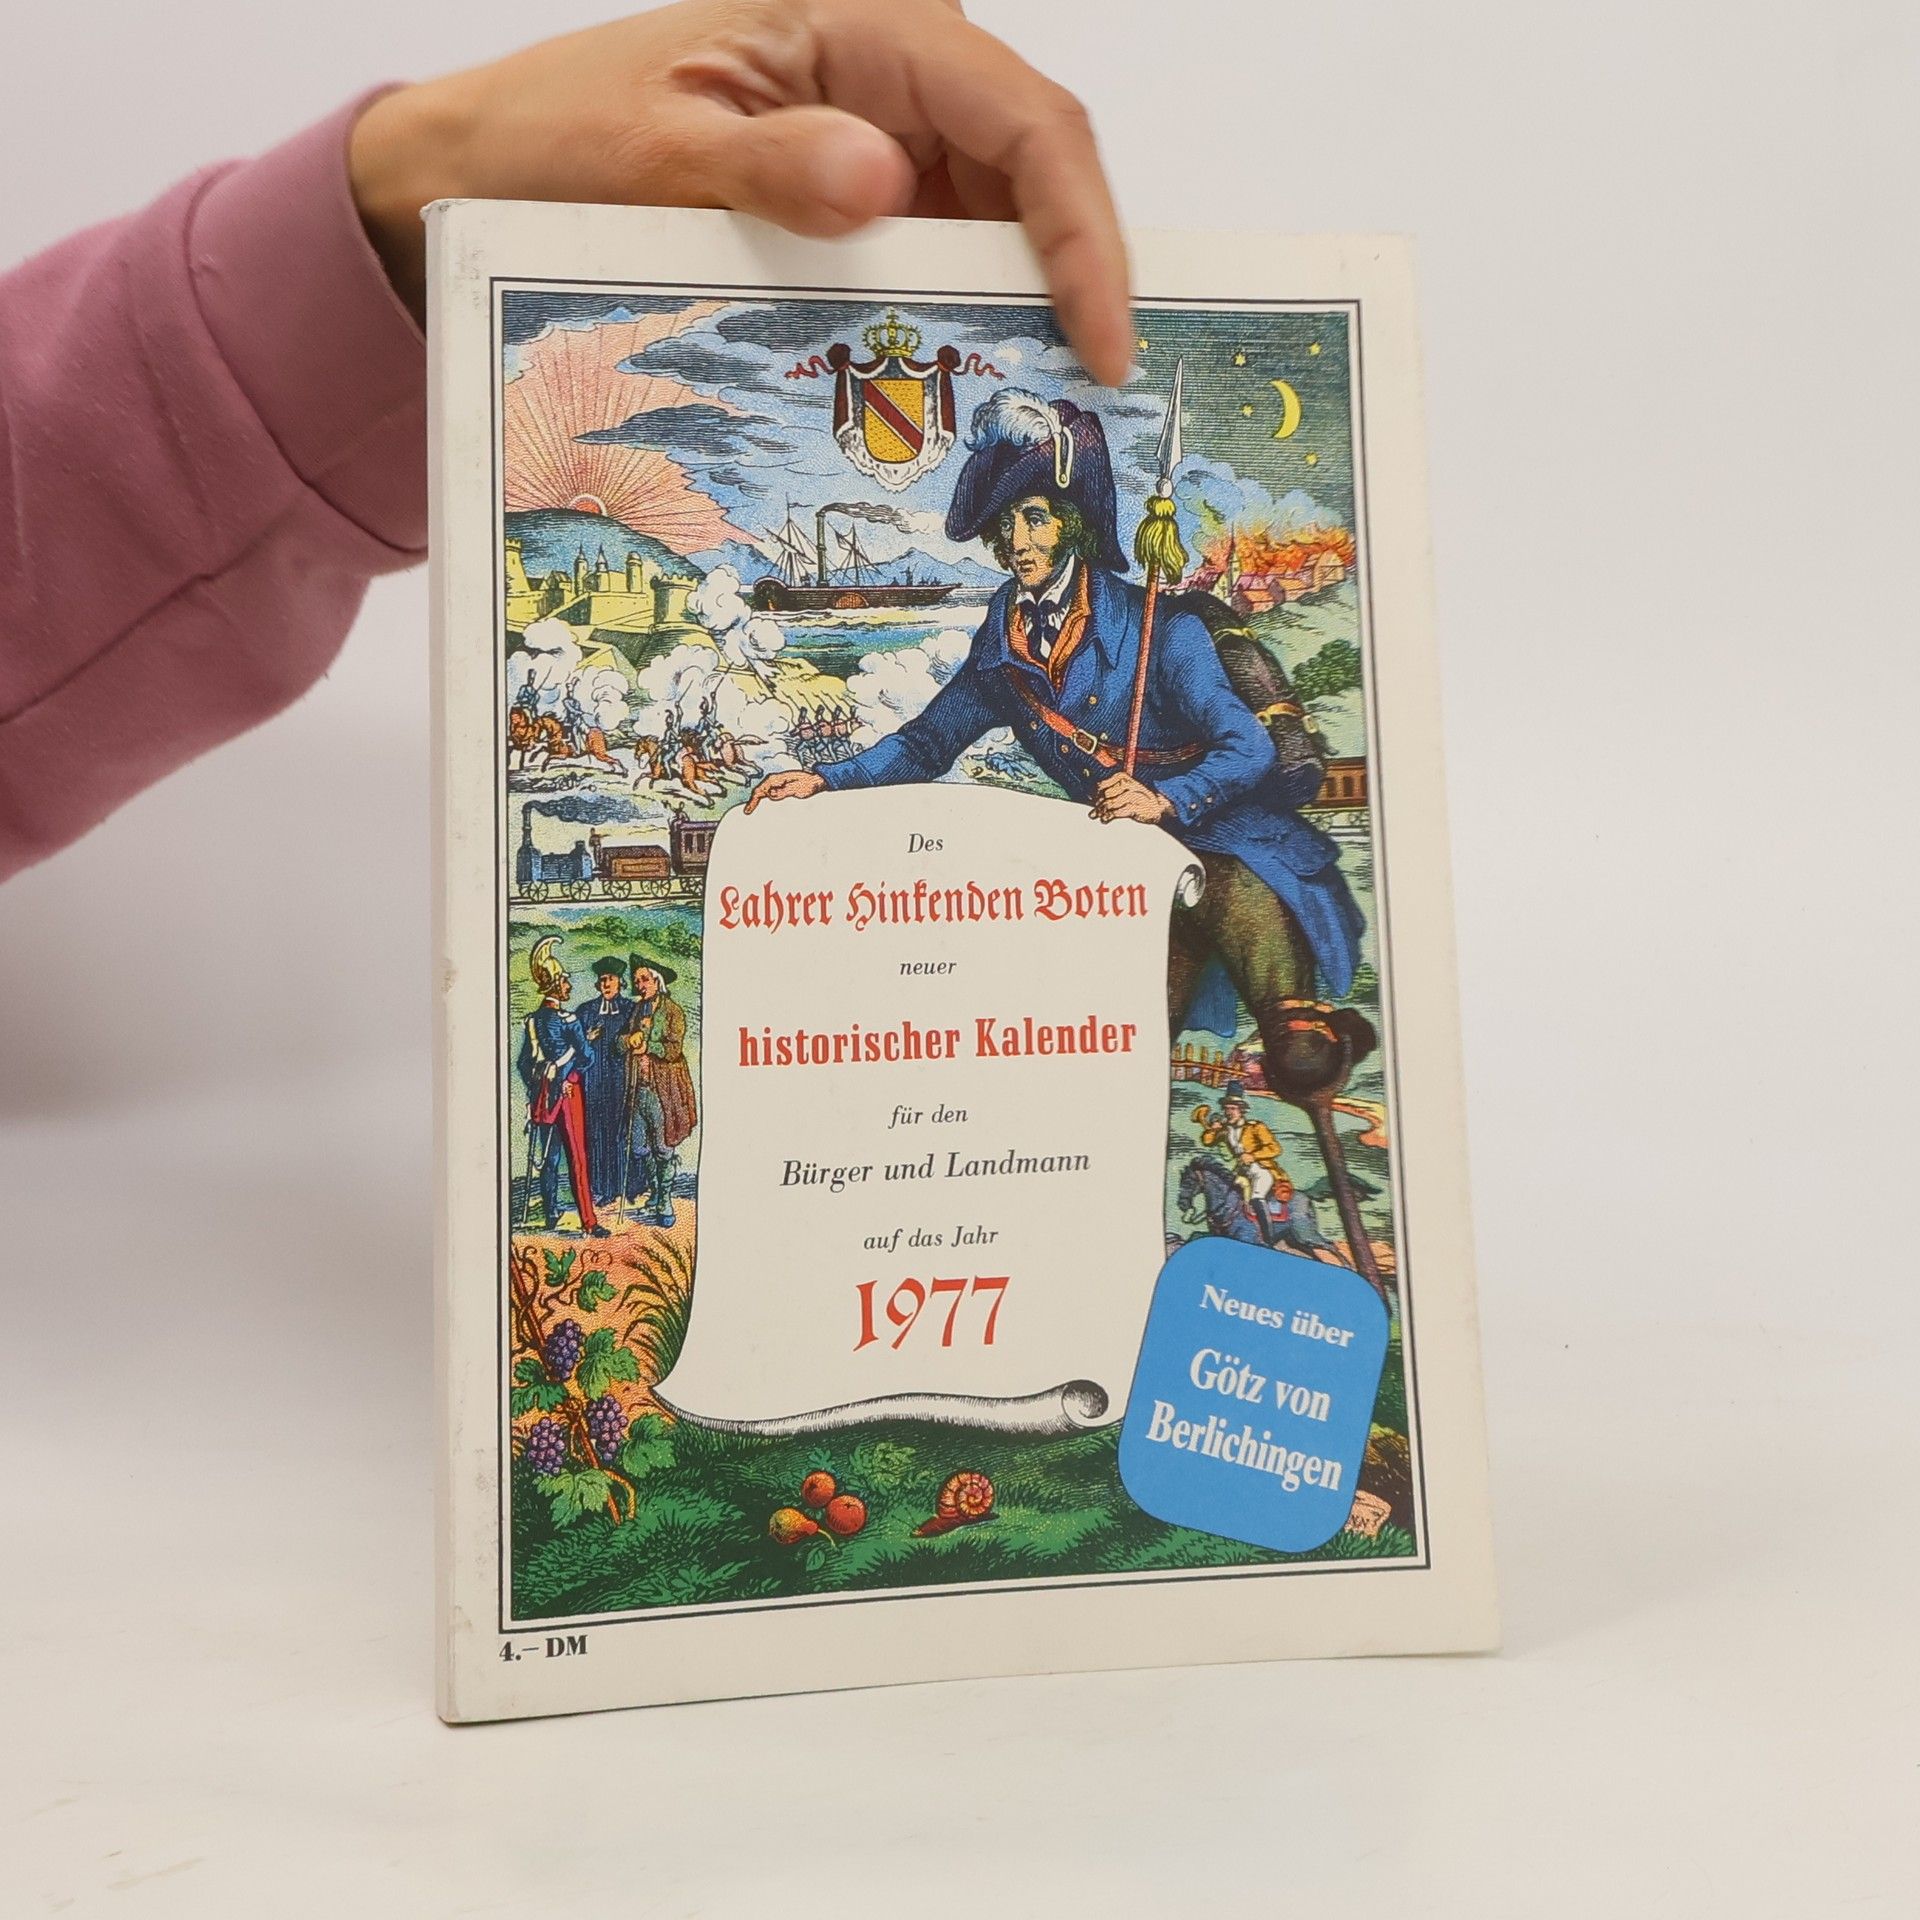 Des
Lahrer Hinkenden Boten
neuer
historischer Kalender
für den
Bürger und Landmann
auf das Jahr
1977
Neues über
Götz von
Berlichingen
4.– DM